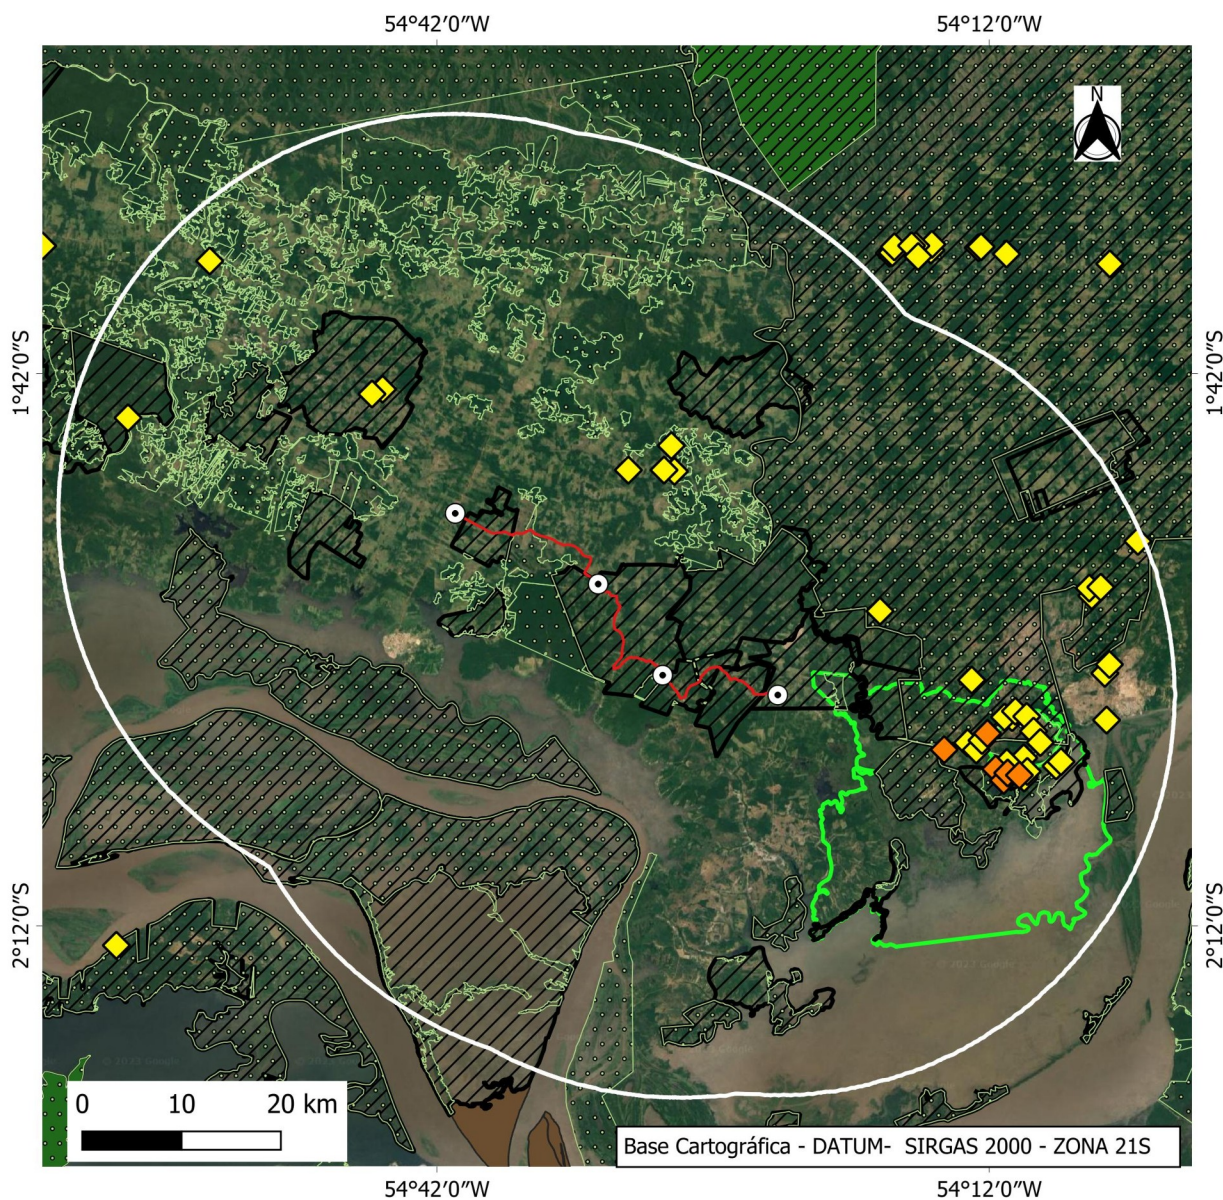 54°42′0″W 54°12′0″W
N
1°42′0″S 1°42′0″S
2°12′0″S 2°12′0″S
0 10 20 km
Base Cartográfica - DATUM- SIRGAS 2000 - ZONA 21S
54°42′0″W 54°12′0″W